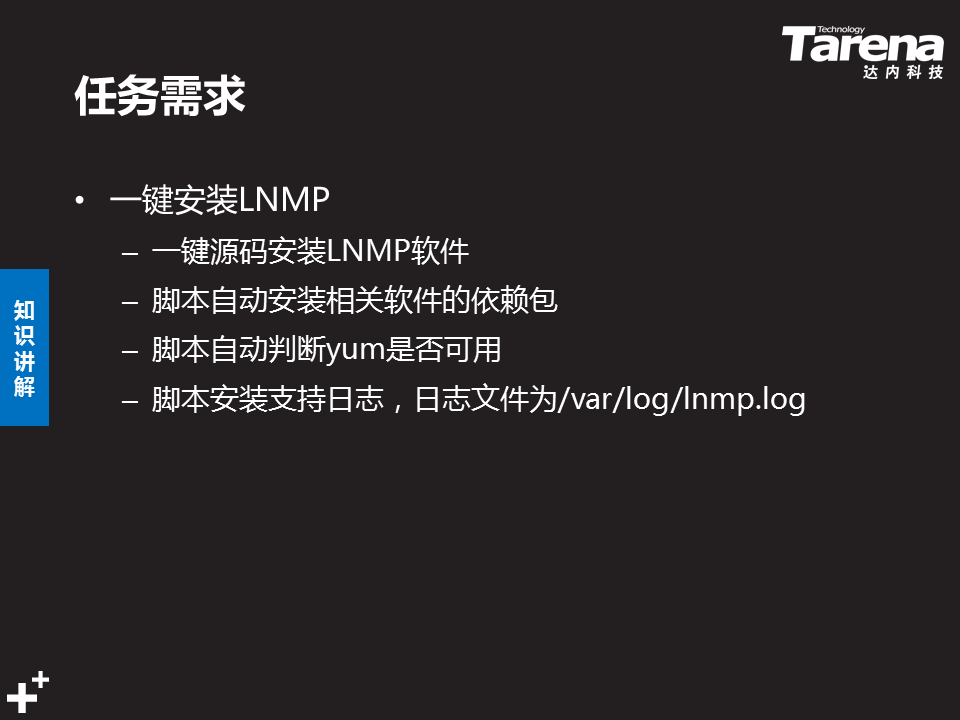 Technology
Tarena
达内科技
任务需求
• 一键安装LNMP
– 一键源码安装LNMP软件
– 脚本自动安装相关软件的依赖包
– 脚本自动判断yum是否可用
– 脚本安装支持日志，日志文件为/var/log/lnmp.log
知识讲解